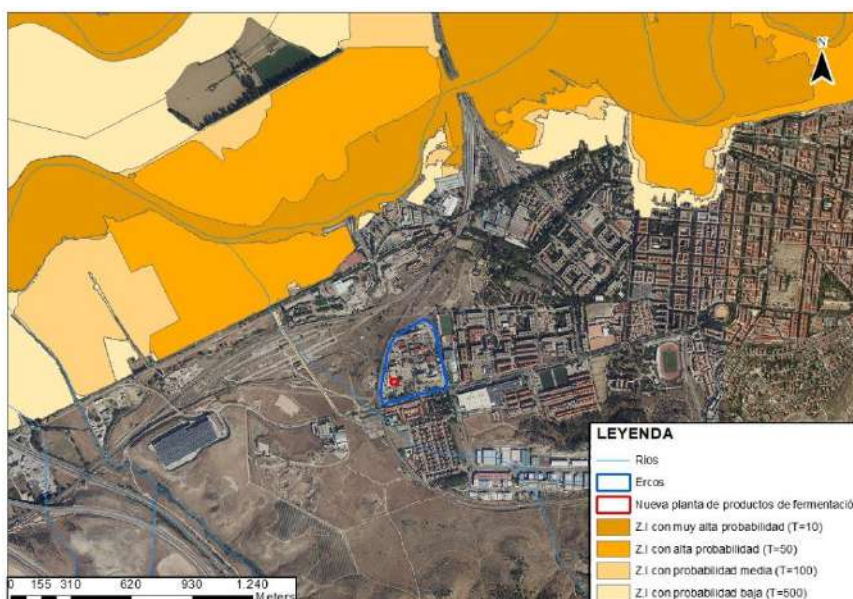 N
LEYENDA
Ríos
Ercos
Nueva planta de productos de fermentació
Z.I con muy alta probabilidad (T=10)
Z.I con alta probabilidad (T=50)
Z.I con probabilidad media (T=100)
Z.I con probabilidad baja (T=500)
0 155 310 620 930 1.240
Meters